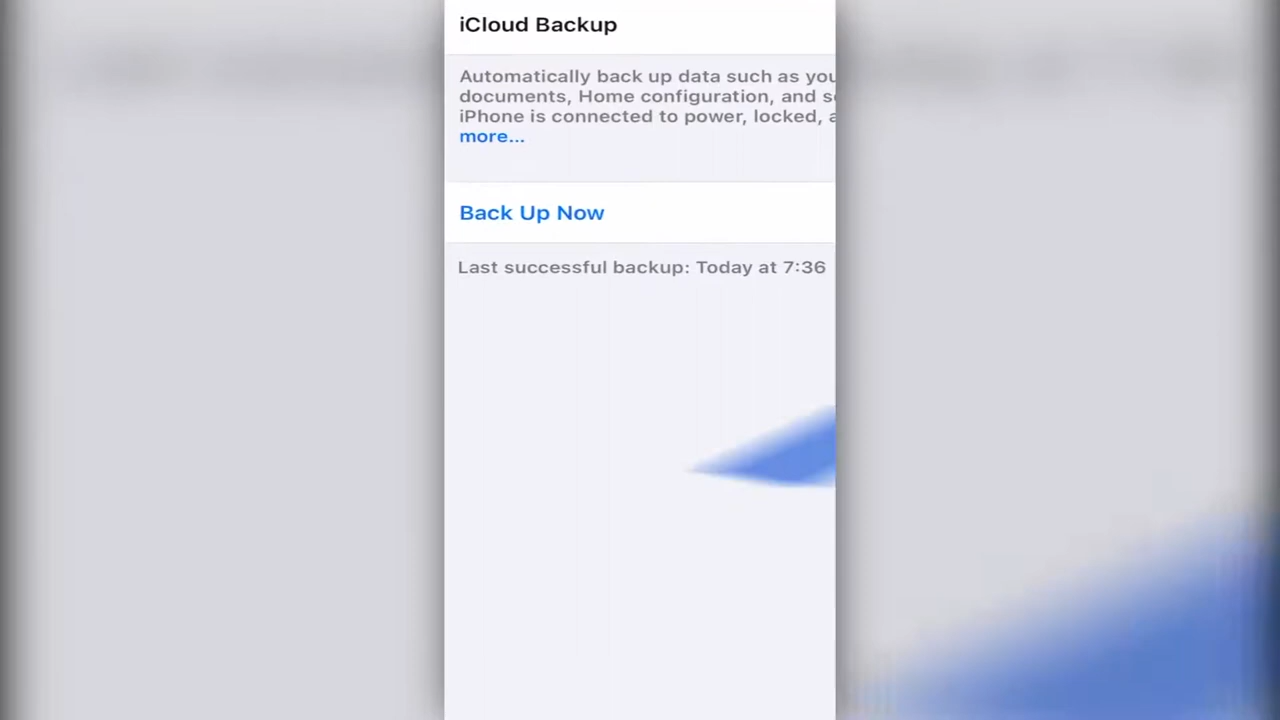 iCloud Backup
Automatically back up data such as you
documents, Home configuration, and s
iPhone is connected to power, locked, a
more...
Back Up Now
Last successful backup: Today at 7:36